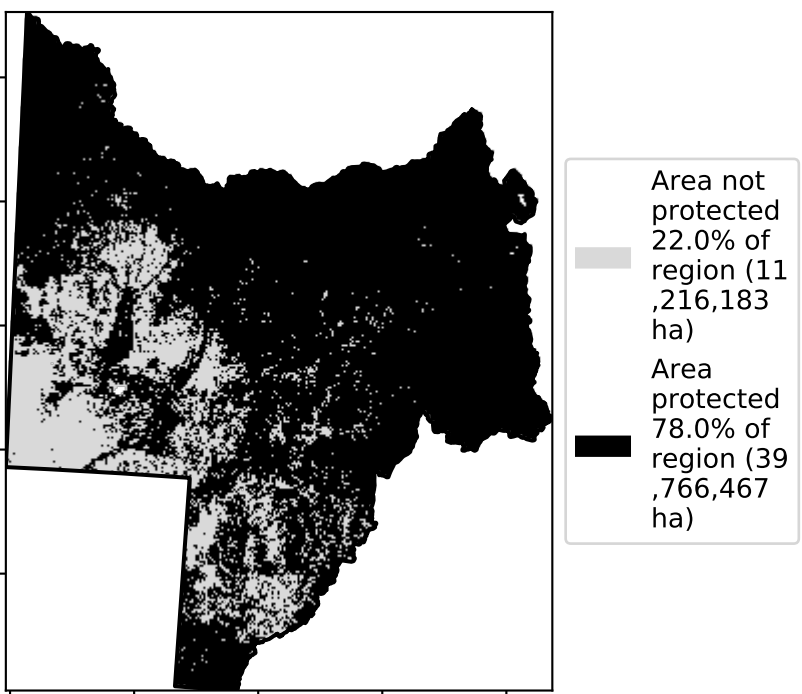 Area not
protected
22.0% of
region (11
,216,183
ha)
Area
protected
78.0% of
region (39
,766,467
ha)